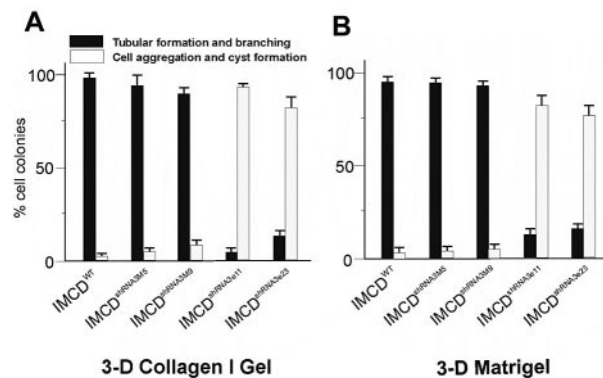 A
B
Tubular formation and branching
Cell aggregation and cyst formation
% cell colonies
100
50
0
100
50
0
IMCD^WT
IMCD^shRNA3M5
IMCD^shRNA3M9
IMCD^shRNA3e11
IMCD^shRNA3e23
IMCD^WT
IMCD^shRNA3M5
IMCD^shRNA3M9
IMCD^shRNA3e11
IMCD^shRNA3e23
3-D Collagen I Gel
3-D Matrigel